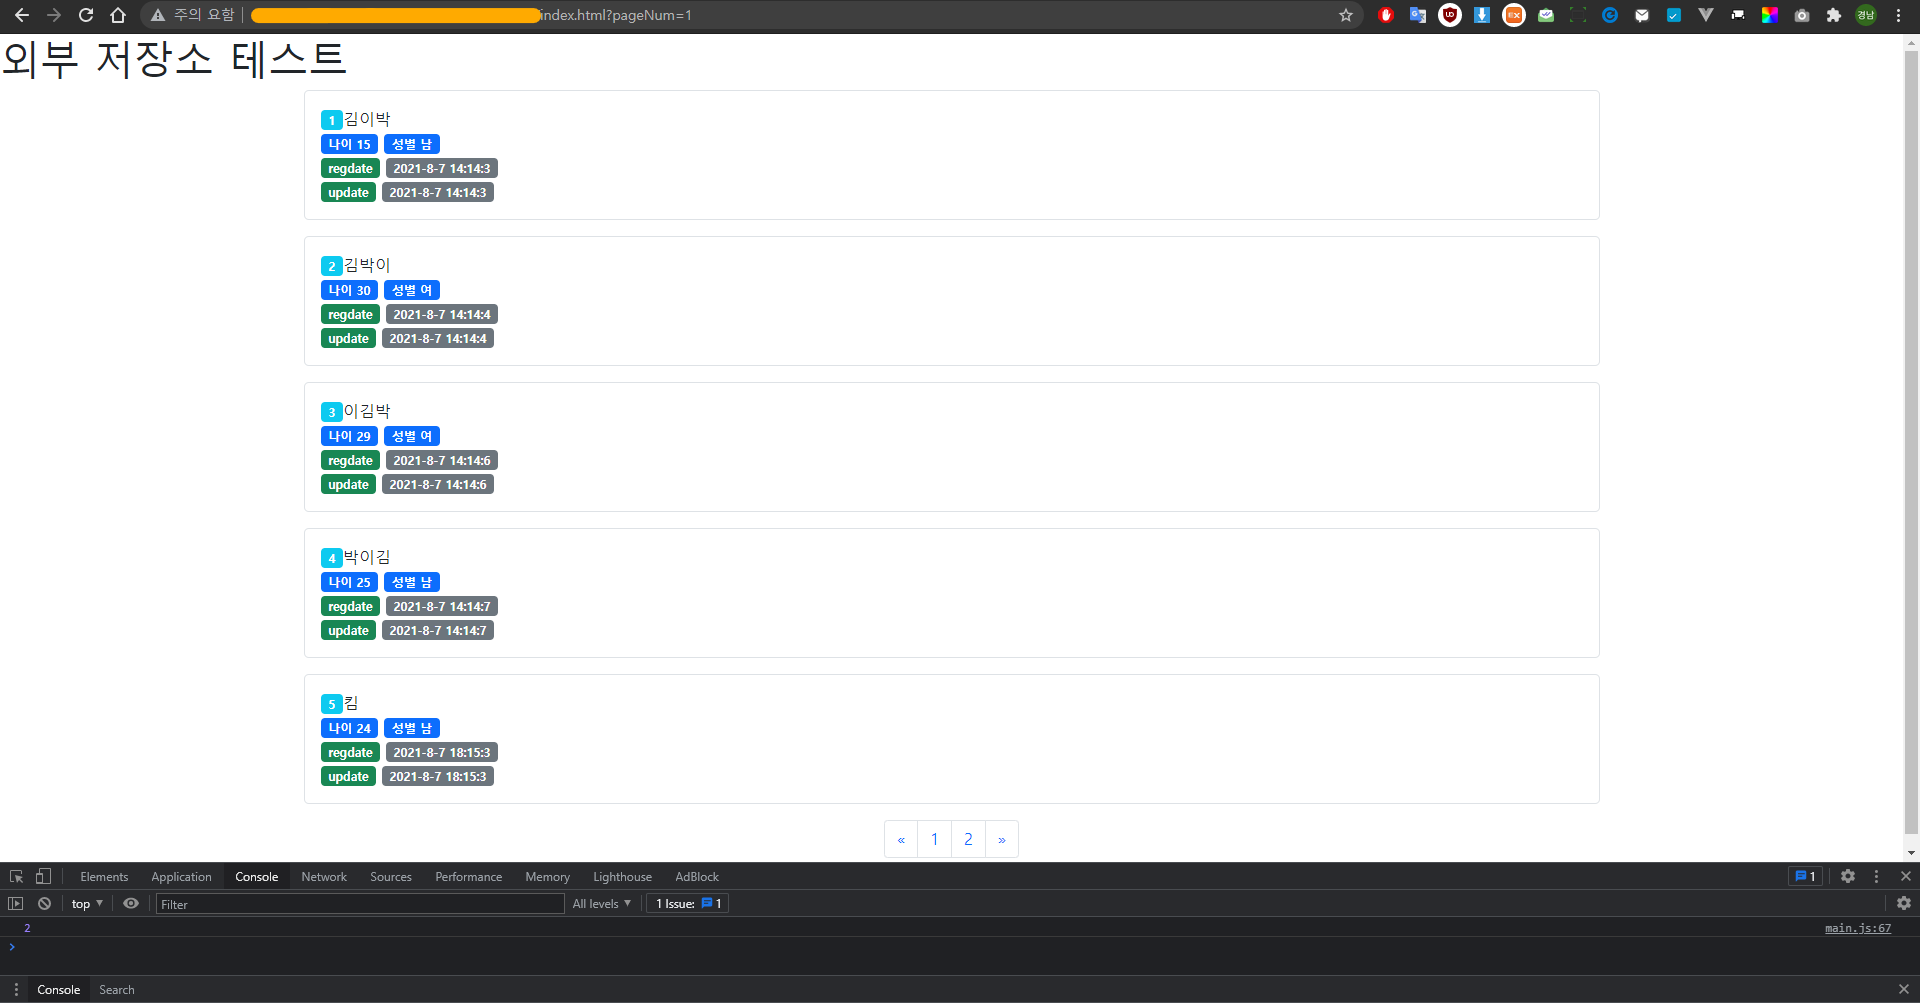 주의 요함 index.html?pageNum=1
경남
외부 저장소 테스트
1 김이박
나이 15 성별 남
regdate 2021-8-7 14:14:3
update 2021-8-7 14:14:3
2 김박이
나이 30 성별 여
regdate 2021-8-7 14:14:4
update 2021-8-7 14:14:4
3 이김박
나이 29 성별 여
regdate 2021-8-7 14:14:6
update 2021-8-7 14:14:6
4 박이김
나이 25 성별 남
regdate 2021-8-7 14:14:7
update 2021-8-7 14:14:7
5 킴
나이 24 성별 남
regdate 2021-8-7 18:15:3
update 2021-8-7 18:15:3
« 1 2 »
Elements Application Console Network Sources Performance Memory Lighthouse AdBlock 1
top Filter All levels 1 Issue: 1
2 main.js:67
Console Search